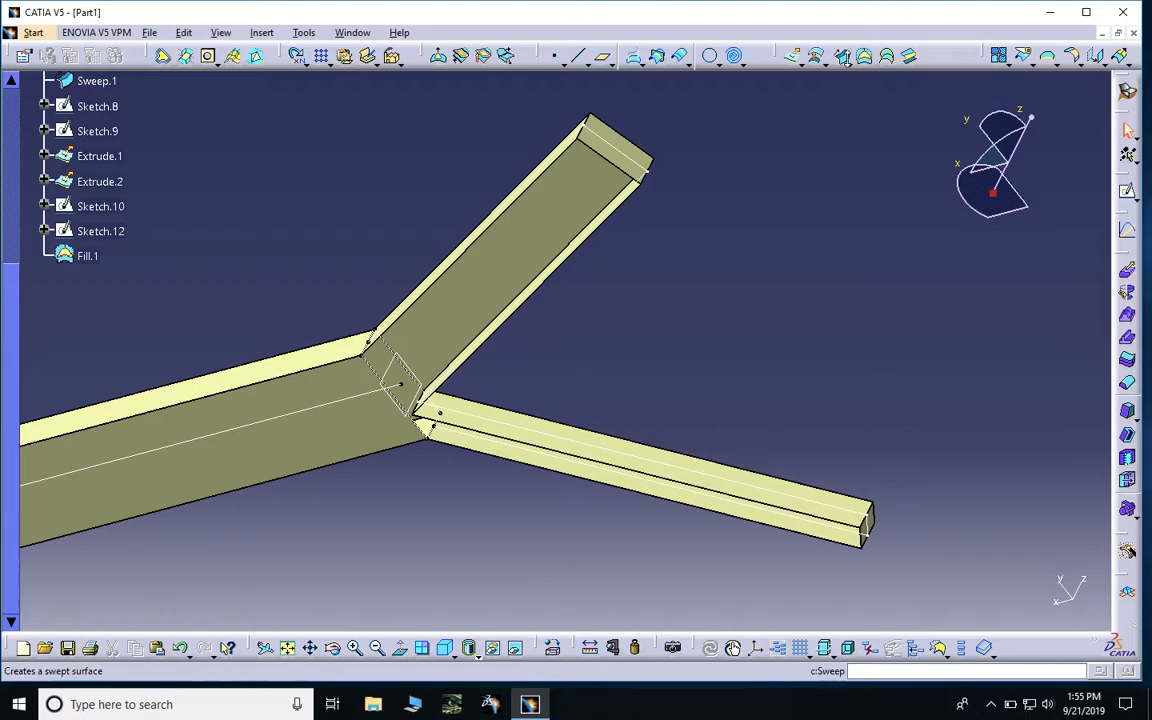 CATIA V5 - [Part1]
Start
ENOVIA V5 VPM
File
Edit
View
Insert
Tools
Window
Help
Sweep.1
Sketch.8
Sketch.9
Extrude.1
Extrude.2
Sketch.10
Sketch.12
Fill.1
z
y
x
y
z
x
CATIA
Creates a swept surface
c:Sweep
Type here to search
1:55 PM
9/21/2019